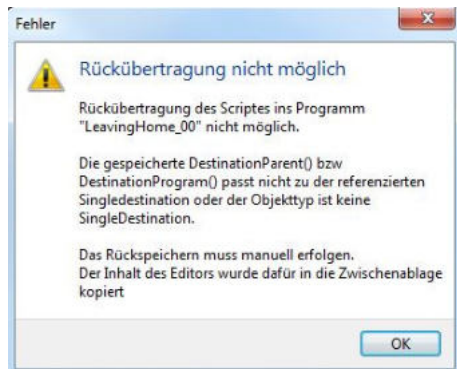 Fehler
Rückübertragung nicht möglich
Rückübertragung des Scriptes ins Programm
"LeavingHome_00" nicht möglich.
Die gespeicherte DestinationParent() bzw
DestinationProgram() passt nicht zu der referenzierten
Singledestination oder der Objekttyp ist keine
SingleDestination.
Das Rückspeichern muss manuell erfolgen.
Der Inhalt des Editors wurde dafür in die Zwischenablage
kopiert
OK